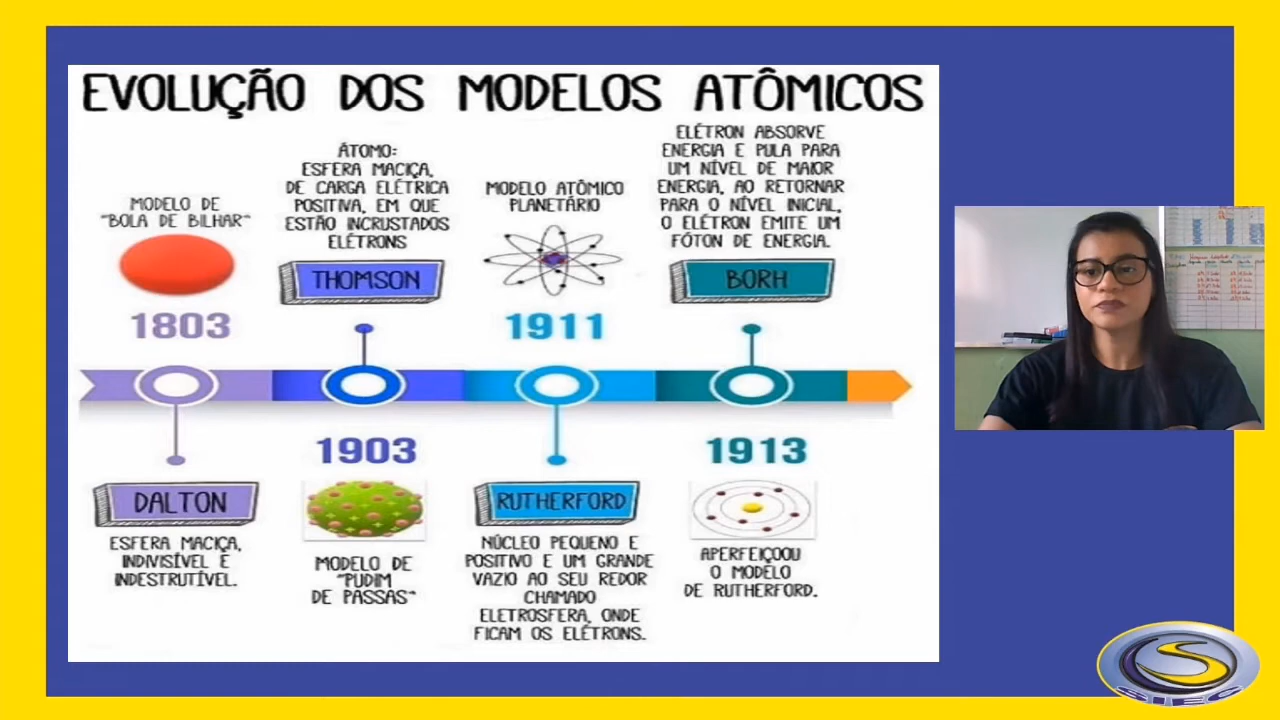 EVOLUÇÃO DOS MODELOS ATÔMICOS
MODELO DE
"BOLA DE BILHAR"
1803
DALTON
ESFERA MACIÇA,
INDIVISÍVEL E
INDESTRUTÍVEL.
ÁTOMO:
ESFERA MACIÇA,
DE CARGA ELÉTRICA
POSITIVA, EM QUE
ESTÃO INCRUSTADOS
ELÉTRONS
THOMSON
1903
MODELO DE
"PUDIM
DE PASSAS"
MODELO ATÔMICO
PLANETÁRIO
1911
RUTHERFORD
NÚCLEO PEQUENO E
POSITIVO E UM GRANDE
VAZIO AO SEU REDOR
CHAMADO
ELETROSFERA, ONDE
FICAM OS ELÉTRONS.
ELÉTRON ABSORVE
ENERGIA E PULA PARA
UM NÍVEL DE MAIOR
ENERGIA, AO RETORNAR
PARA O NÍVEL INICIAL,
O ELÉTRON EMITE UM
FÓTON DE ENERGIA.
BORH
1913
APERFEIÇOOU
O MODELO
DE RUTHERFORD.